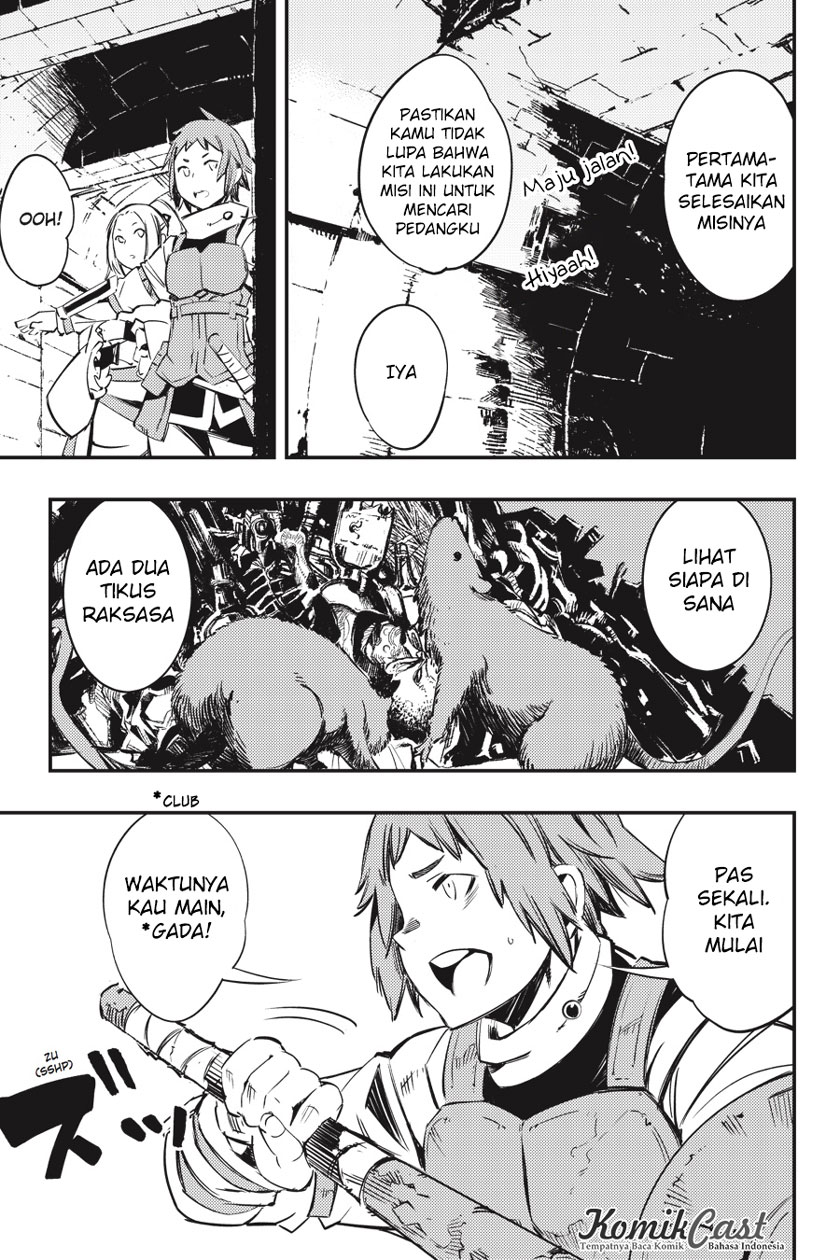 PERTAMA-
TAMA KITA
SELESAIKAN
MISINYA
Maju jalan!
Hiyaah!
PASTIKAN
KAMU TIDAK
LUPA BAHWA
KITA LAKUKAN
MISI INI UNTUK
MENCARI
PEDANGKU
IYA
OOH!
LIHAT
SIAPA DI
SANA
ADA DUA
TIKUS
RAKSASA
*CLUB
PAS
SEKALI.
KITA
MULAI
WAKTUNYA
KAU MAIN,
*GADA!
ZU
(SSHP)
ズッ
KomikCast
Tempatnya Baca Komik Bahasa Indonesia